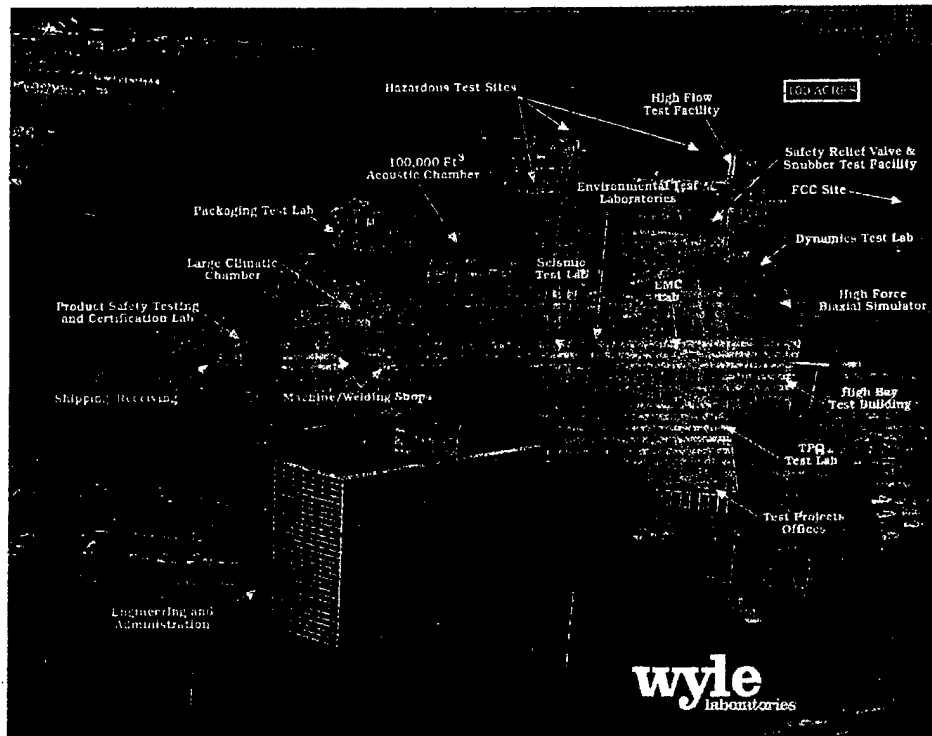 Hazardous Test Sites
High Flow
Test Facility
100 ACRES
100,000 Ft3
Acoustic Chamber
Safety Relief Valve &
Snubber Test Facility
Environmental Test
Laboratories
FCC Site
Packaging Test Lab
Dynamics Test Lab
Large Climatic
Chamber
Seismic
Test Lab
EMC
Lab
Product Safety Testing
and Certification Lab
High Force
Biaxial Simulator
Shipping/Receiving
Machine/Welding Shops
High Bay
Test Building
Test Lab
Test Projects
Offices
Engineering and
Administration
wyle
laboratories